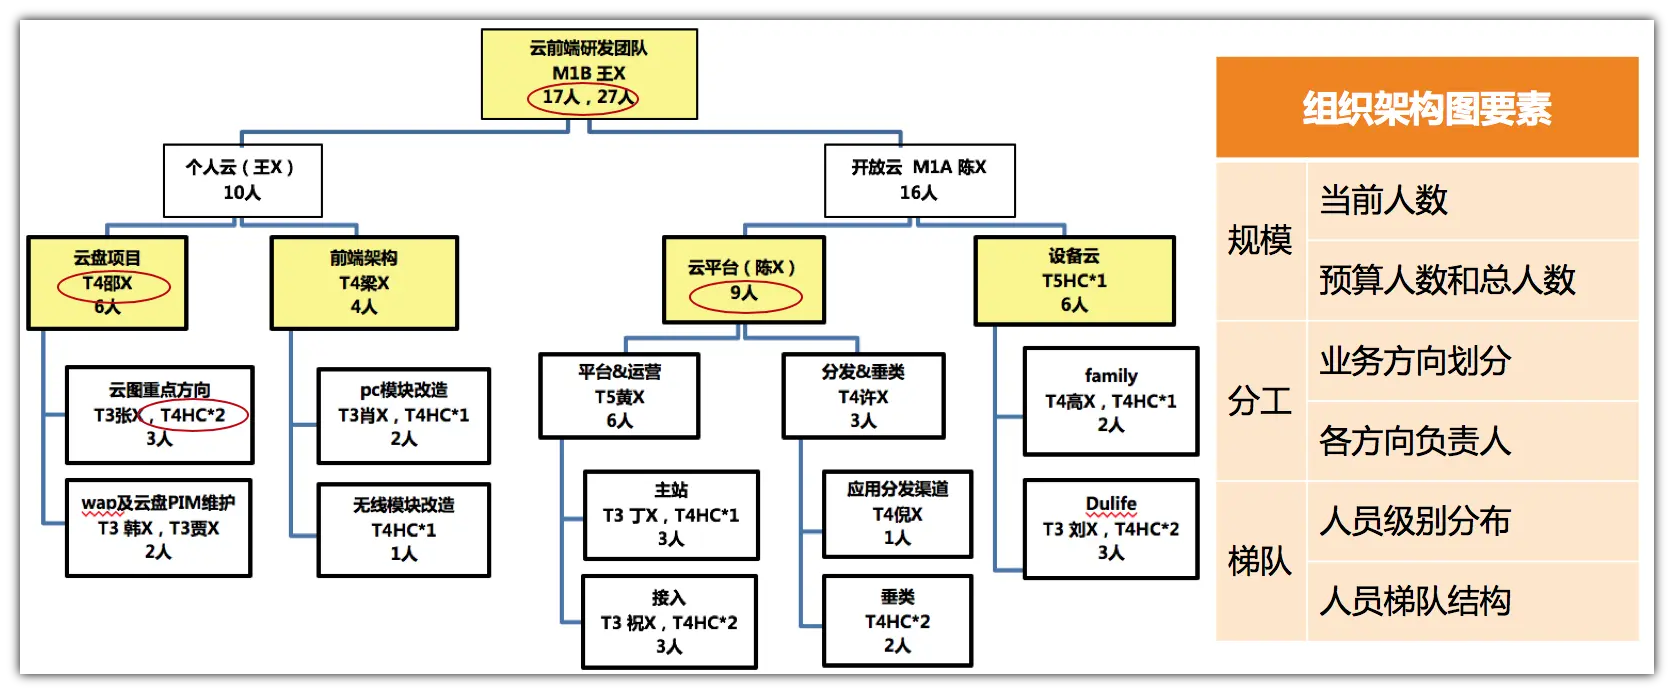 云前端研发团队
M1B 王X
17人，27人
个人云（王X）
10人
开放云 M1A 陈X
16人
云盘项目
T4邵X
6人
前端架构
T4梁X
4人
云平台（陈X）
9人
设备云
T5HC*1
6人
云图重点方向
T3张X，T4HC*2
3人
wap及云盘PIM维护
T3 韩X，T3贾X
2人
pc模块改造
T3肖X，T4HC*1
2人
无线模块改造
T4HC*1
1人
平台&运营
T5黄X
6人
分发&垂类
T4许X
3人
主站
T3 丁X，T4HC*1
3人
接入
T3 祝X，T4HC*2
3人
应用分发渠道
T4倪X
1人
垂类
T4HC*2
2人
family
T4高X，T4HC*1
2人
Dulife
T3 刘X，T4HC*2
3人
组织架构图要素
规模
当前人数
预算人数和总人数
分工
业务方向划分
各方向负责人
梯队
人员级别分布
人员梯队结构